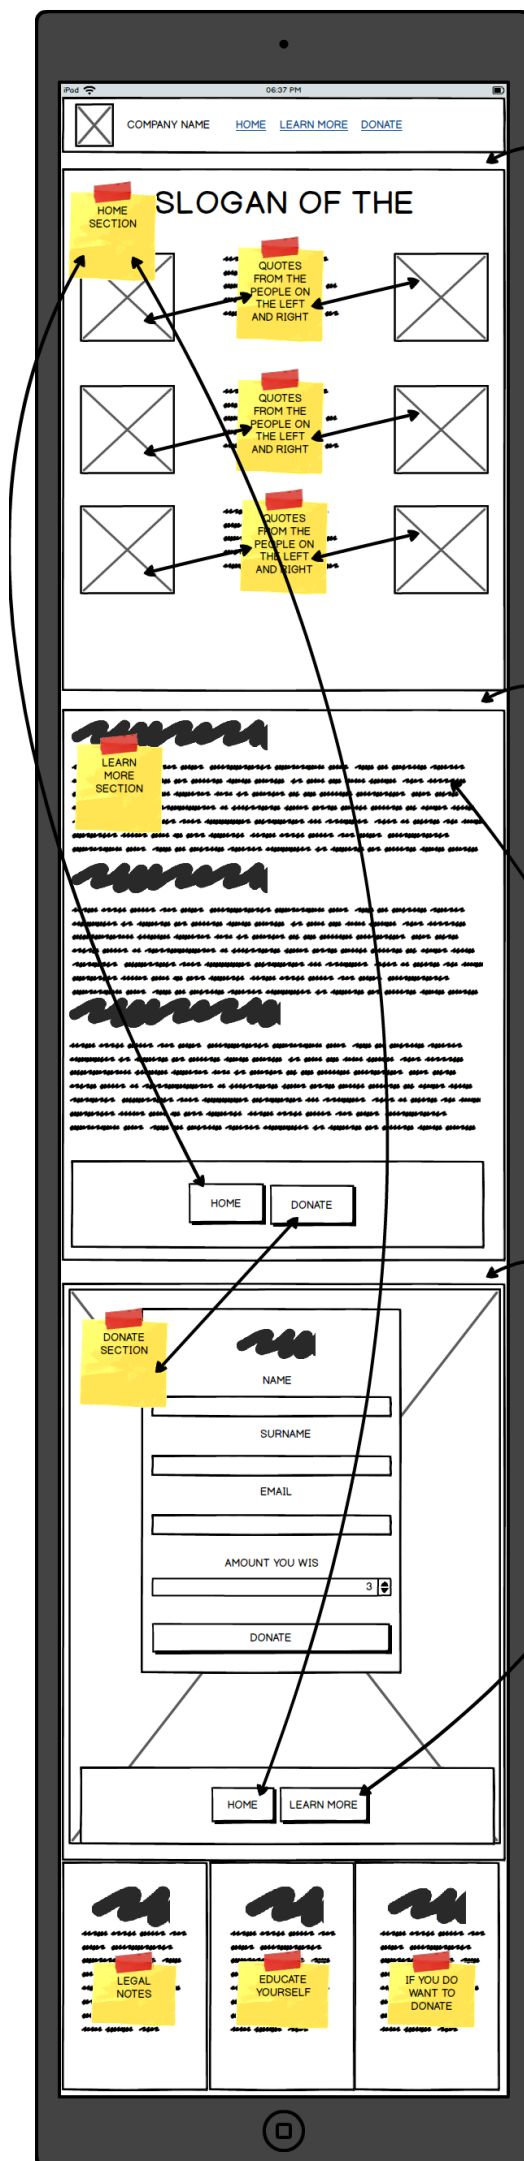 iPod 06:37 PM
COMPANY NAME HOME LEARN MORE DONATE
SLOGAN OF THE
HOME
SECTION
QUOTES
FROM THE
PEOPLE ON
THE LEFT
AND RIGHT
QUOTES
FROM THE
PEOPLE ON
THE LEFT
AND RIGHT
QUOTES
FROM THE
PEOPLE ON
THE LEFT
AND RIGHT
LEARN
MORE
SECTION
HOME DONATE
DONATE
SECTION
NAME
SURNAME
EMAIL
AMOUNT YOU WIS
3
DONATE
HOME LEARN MORE
LEGAL
NOTES
EDUCATE
YOURSELF
IF YOU DO
WANT TO
DONATE